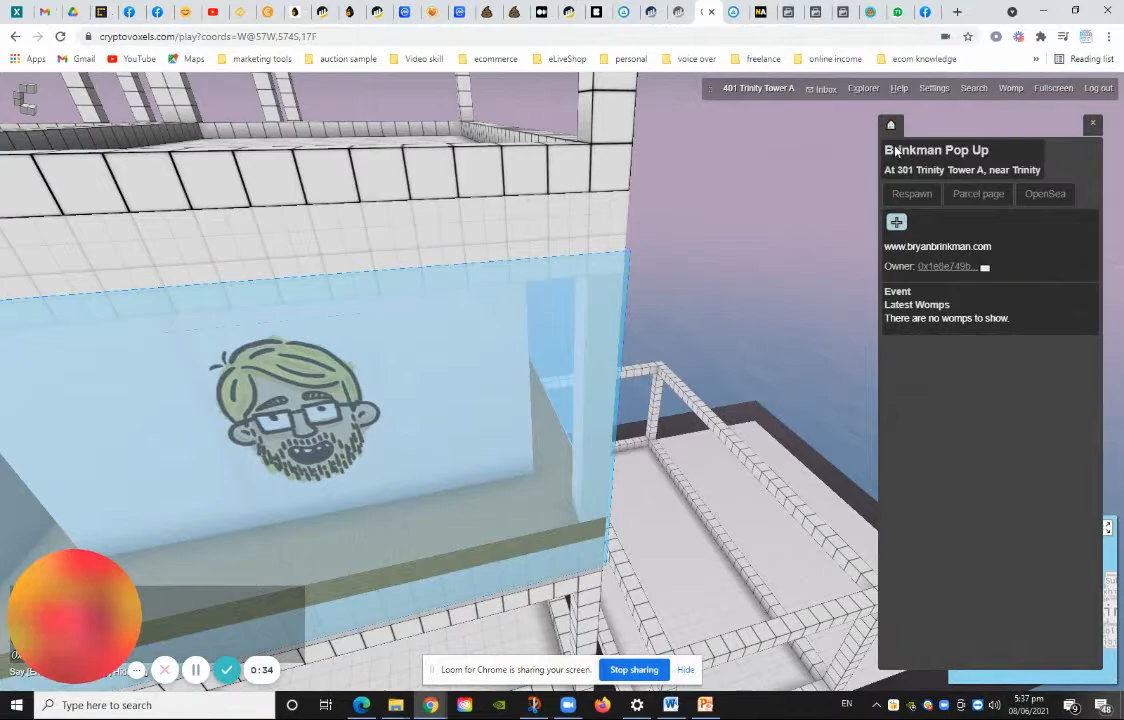 cryptovoxels.com/play?coords=W@57W,574S,17F
Apps Gmail YouTube Maps marketing tools auction sample Video skill ecommerce eLiveShop personal voice over freelance online income ecom knowledge » Reading list
401 Trinity Tower A Inbox Explorer Help Settings Search Womp Fullscreen Log out
Brinkman Pop Up
At 301 Trinity Tower A, near Trinity
Respawn Parcel page OpenSea
www.bryanbrinkman.com
Owner: 0x1e8e749b...
Event
Latest Womps
There are no womps to show.
0:34
Loom for Chrome is sharing your screen. Stop sharing Hide
Type here to search
EN
5:37 pm
08/06/2021
9
48